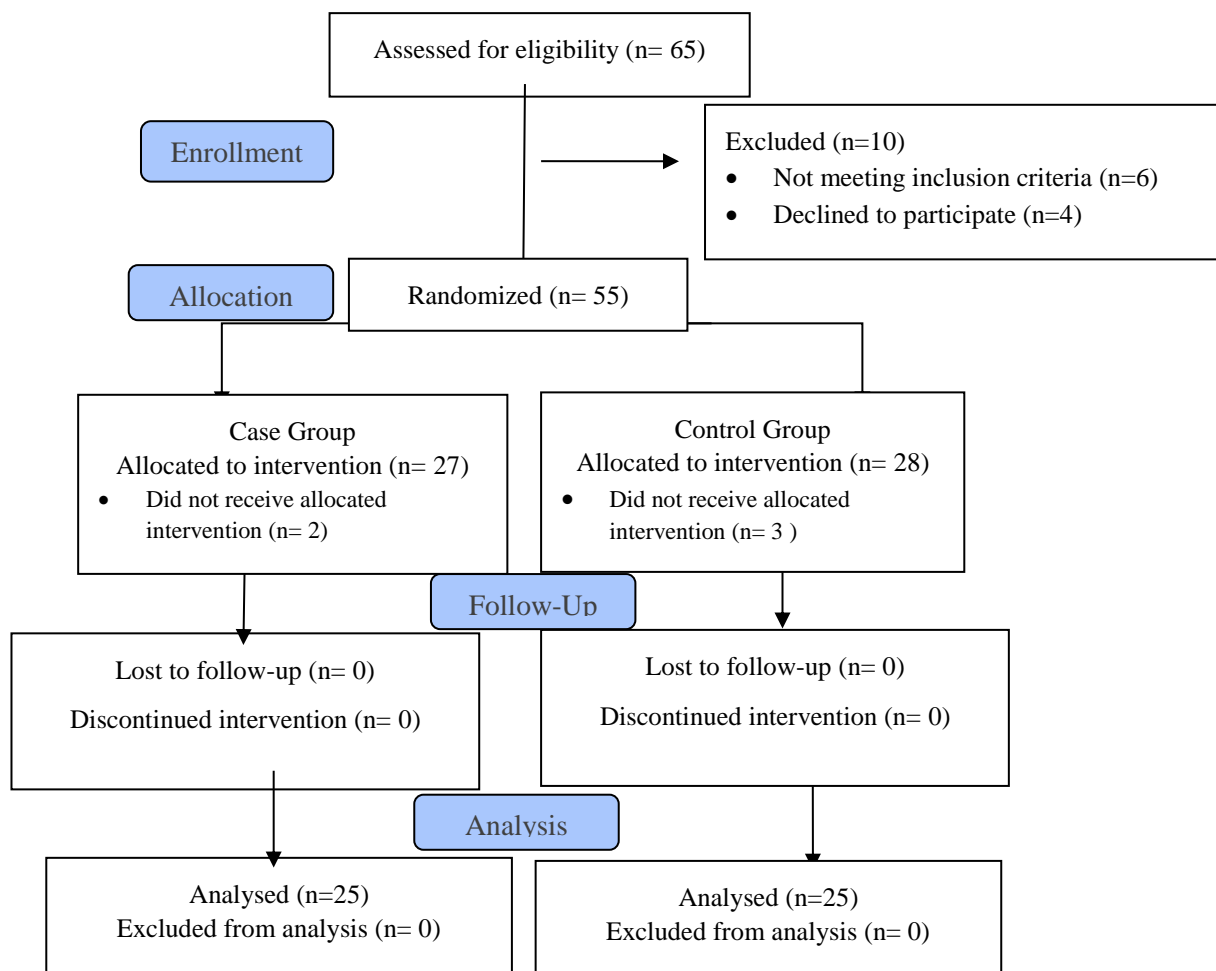 Assessed for eligibility (n= 65)
Enrollment
Excluded (n=10)
• Not meeting inclusion criteria (n=6)
• Declined to participate (n=4)
Allocation
Randomized (n= 55)
Case Group
Allocated to intervention (n= 27)
• Did not receive allocated
intervention (n= 2)
Control Group
Allocated to intervention (n= 28)
• Did not receive allocated
intervention (n= 3 )
Follow-Up
Lost to follow-up (n= 0)
Discontinued intervention (n= 0)
Lost to follow-up (n= 0)
Discontinued intervention (n= 0)
Analysis
Analysed (n=25)
Excluded from analysis (n= 0)
Analysed (n=25)
Excluded from analysis (n= 0)